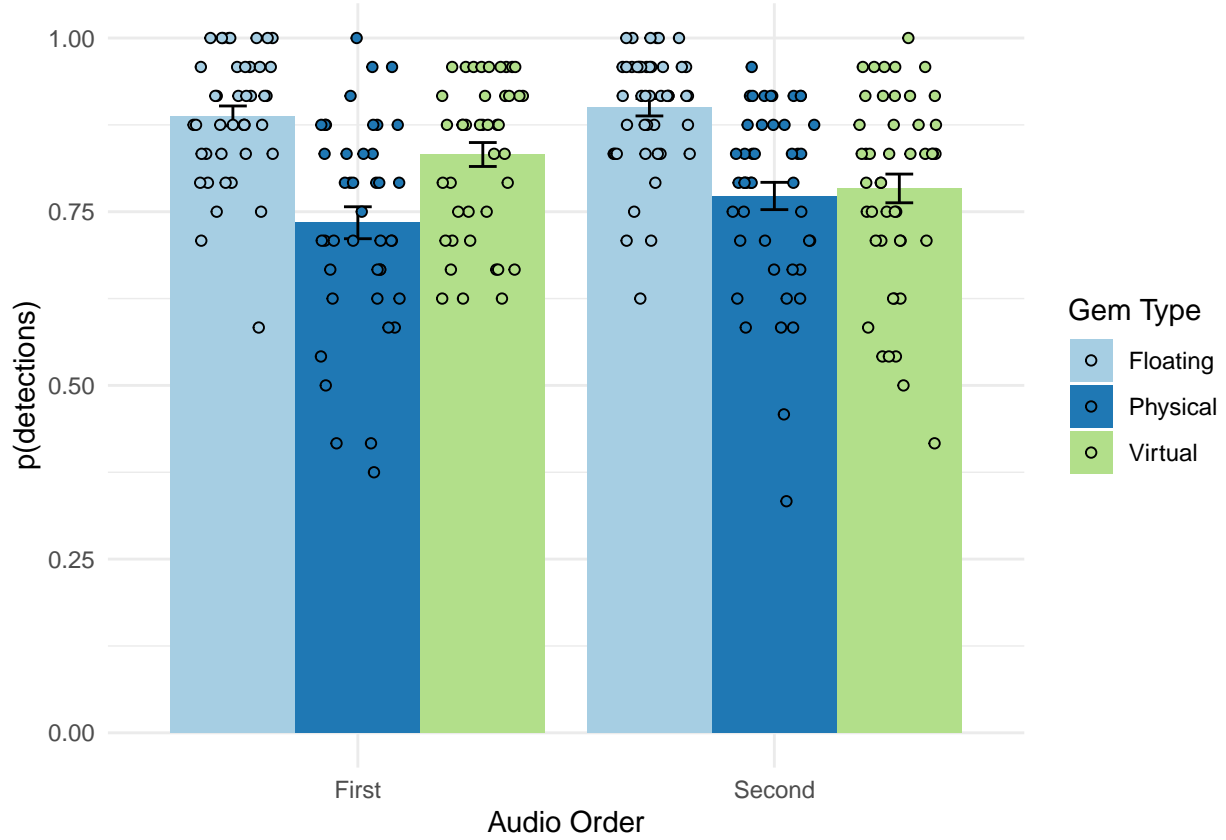 1.00
0.75
0.50
0.25
0.00
p(detections)
First
Second
Audio Order
Gem Type
Floating
Physical
Virtual